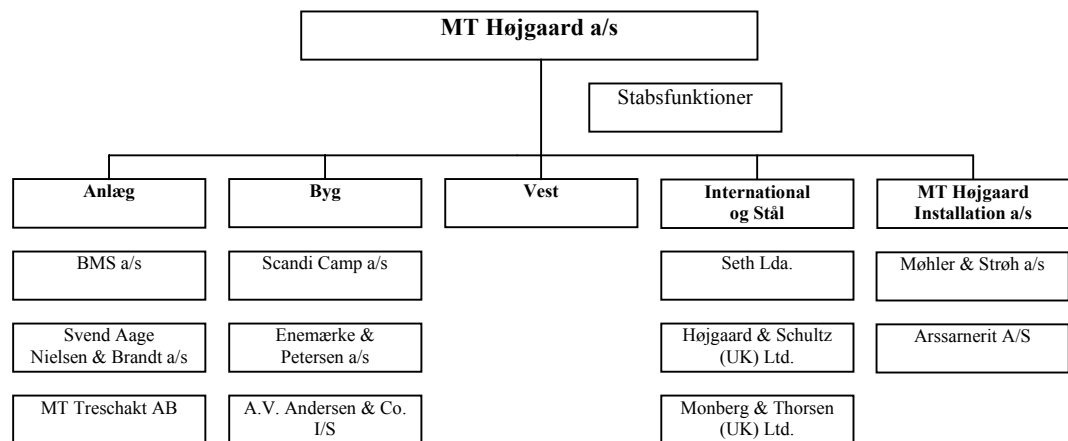 MT Højgaard a/s
Stabsfunktioner
Anlæg
Byg
Vest
International
og Stål
MT Højgaard
Installation a/s
BMS a/s
Scandi Camp a/s
Seth Lda.
Møhler & Strøh a/s
Svend Aage
Nielsen & Brandt a/s
Enemærke &
Petersen a/s
Højgaard & Schultz
(UK) Ltd.
Arssarnerit A/S
MT Treschakt AB
A.V. Andersen & Co.
I/S
Monberg & Thorsen
(UK) Ltd.